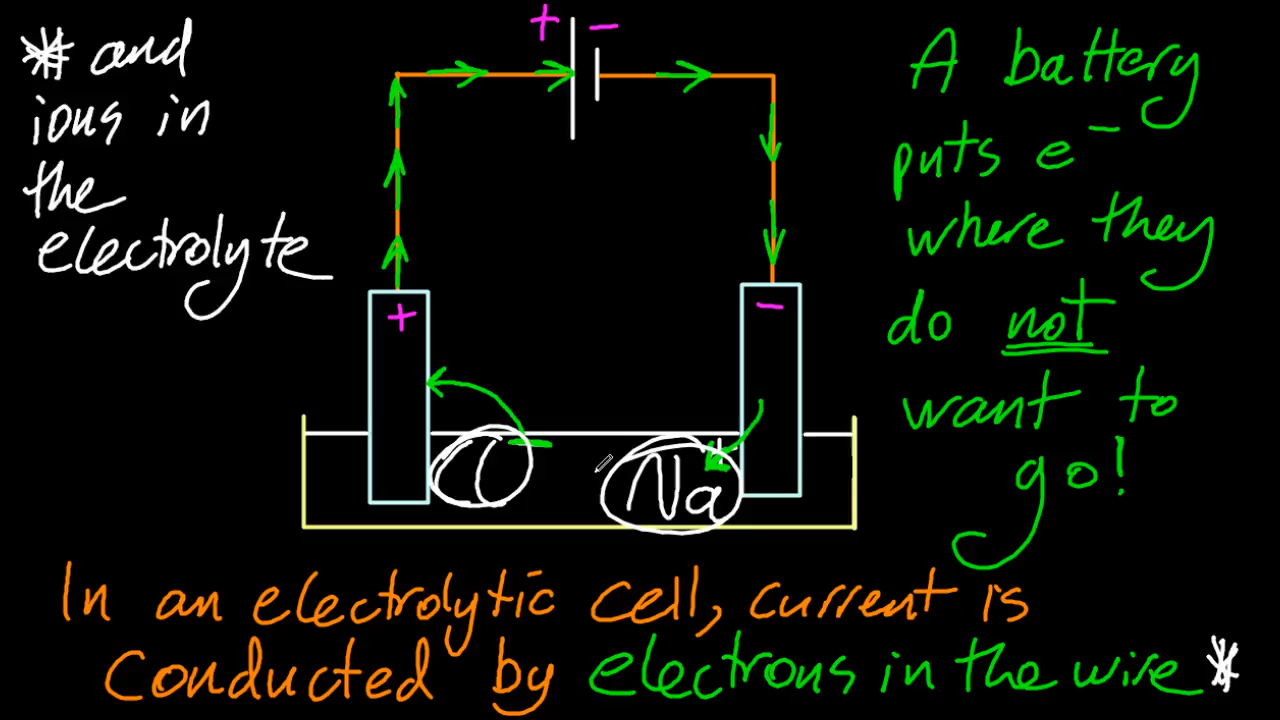 * and
ions in
the
electrolyte
+ -
A battery
puts e⁻
where they
do not
want to
go!
+ -
Cl⁻
Na⁺
In an electrolytic cell, current is
conducted by electrons in the wire *